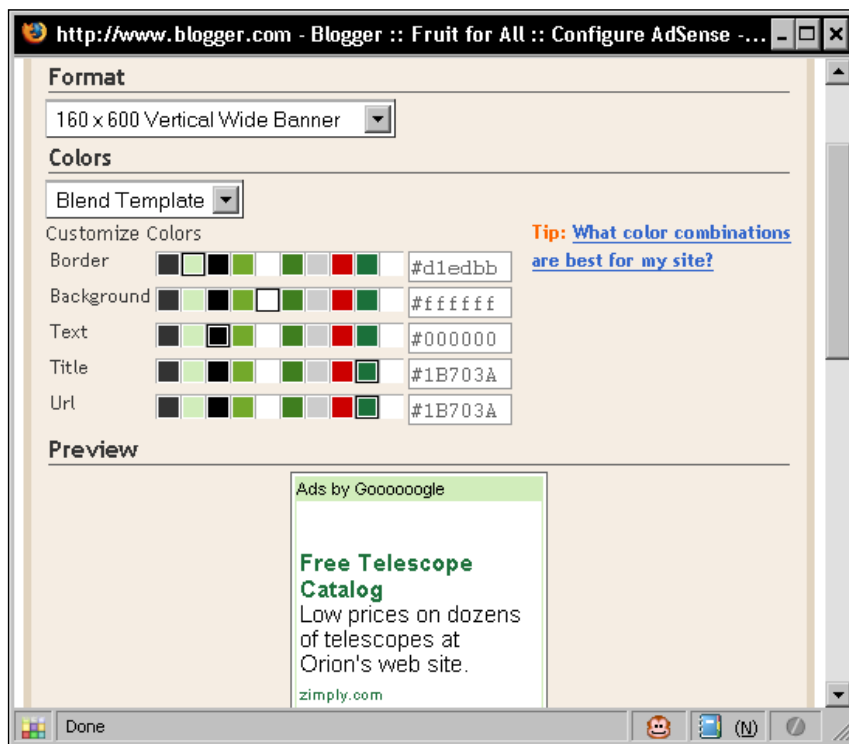 http://www.blogger.com - Blogger :: Fruit for All :: Configure AdSense -...
Format
160 x 600 Vertical Wide Banner
Colors
Blend Template
Customize Colors
Tip: What color combinations
are best for my site?
Border #d1edbb
Background #ffffff
Text #000000
Title #1B703A
Url #1B703A
Preview
Ads by Goooooogle
Free Telescope
Catalog
Low prices on dozens
of telescopes at
Orion's web site.
zimply.com
Done
(N)